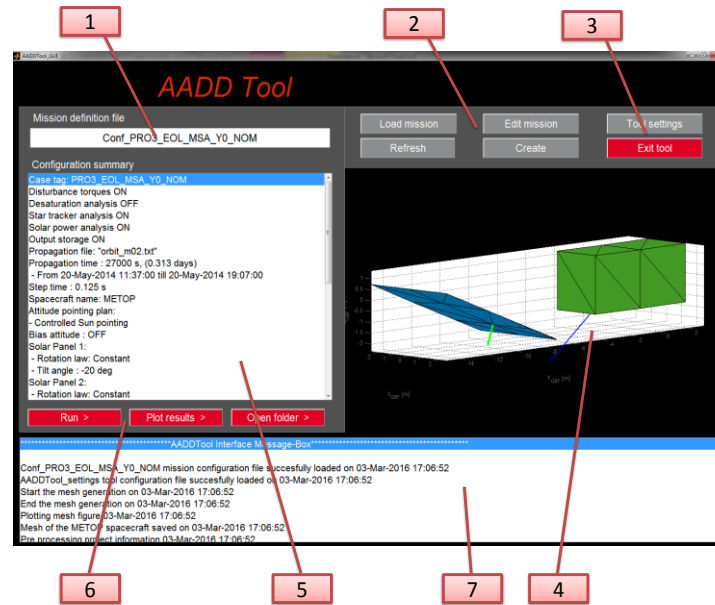 1
2
3
AADDTool_GUI
AADD Tool
Mission definition file
Conf_PRO3_EOL_MSA_Y0_NOM
Load mission
Edit mission
Tool settings
Refresh
Create
Exit tool
Configuration summary
Case tag: PRO3_EOL_MSA_Y0_NOM
Disturbance torques ON
Desaturation analysis OFF
Star tracker analysis ON
Solar power analysis ON
Output storage ON
Propagation file: "orbit_m02.txt"
Propagation time : 27000 s, (0.313 days)
- From 20-May-2014 11:37:00 till 20-May-2014 19:07:00
Step time : 0.125 s
Spacecraft name: METOP
Attitude pointing plan:
- Controlled Sun pointing
Bias attitude : OFF
Solar Panel 1:
- Rotation law: Constant
- Tilt angle : -20 deg
Solar Panel 2:
- Rotation law: Constant
Run >
Plot results >
Open folder >
*AADDTool Interface Message-Box*
Conf_PRO3_EOL_MSA_Y0_NOM mission configuration file succesfully loaded on 03-Mar-2016 17:06:52
AADDTool_settings tool configuration file succesfully loaded on 03-Mar-2016 17:06:52
Start the mesh generation on 03-Mar-2016 17:06:52
End the mesh generation on 03-Mar-2016 17:06:52
Plotting mesh figure 03-Mar-2016 17:06:52
Mesh of the METOP spacecraft saved on 03-Mar-2016 17:06:52
Pre processing project information 03-Mar-2016 17:06:52
6
5
7
4